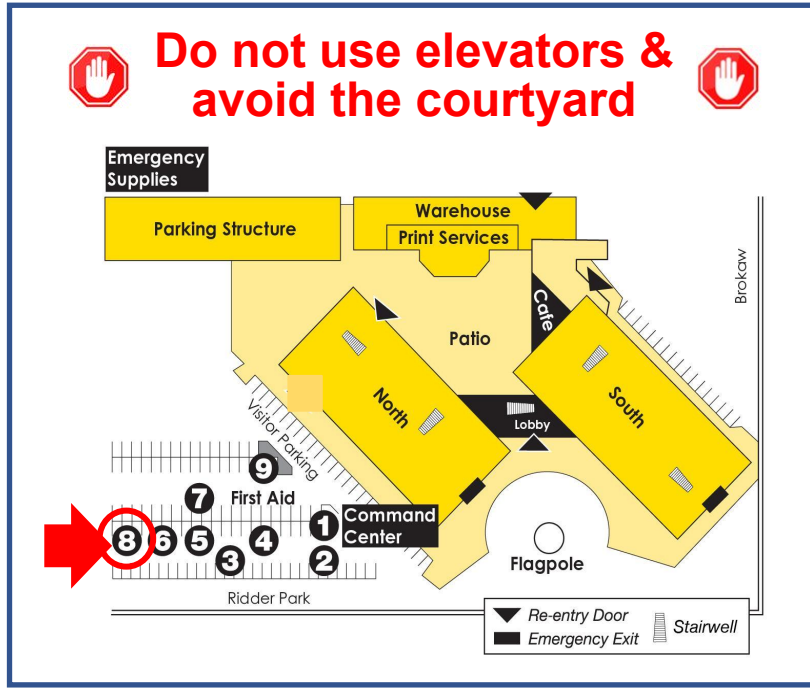 Do not use elevators &
avoid the courtyard
Emergency
Supplies
Parking Structure
Warehouse
Print Services
Brokaw
Cafe
Patio
North
South
Lobby
Visitor Parking
9
7
First Aid
1
Command
Center
8
6
5
4
3
2
Flagpole
Ridder Park
Re-entry Door
Emergency Exit
Stairwell